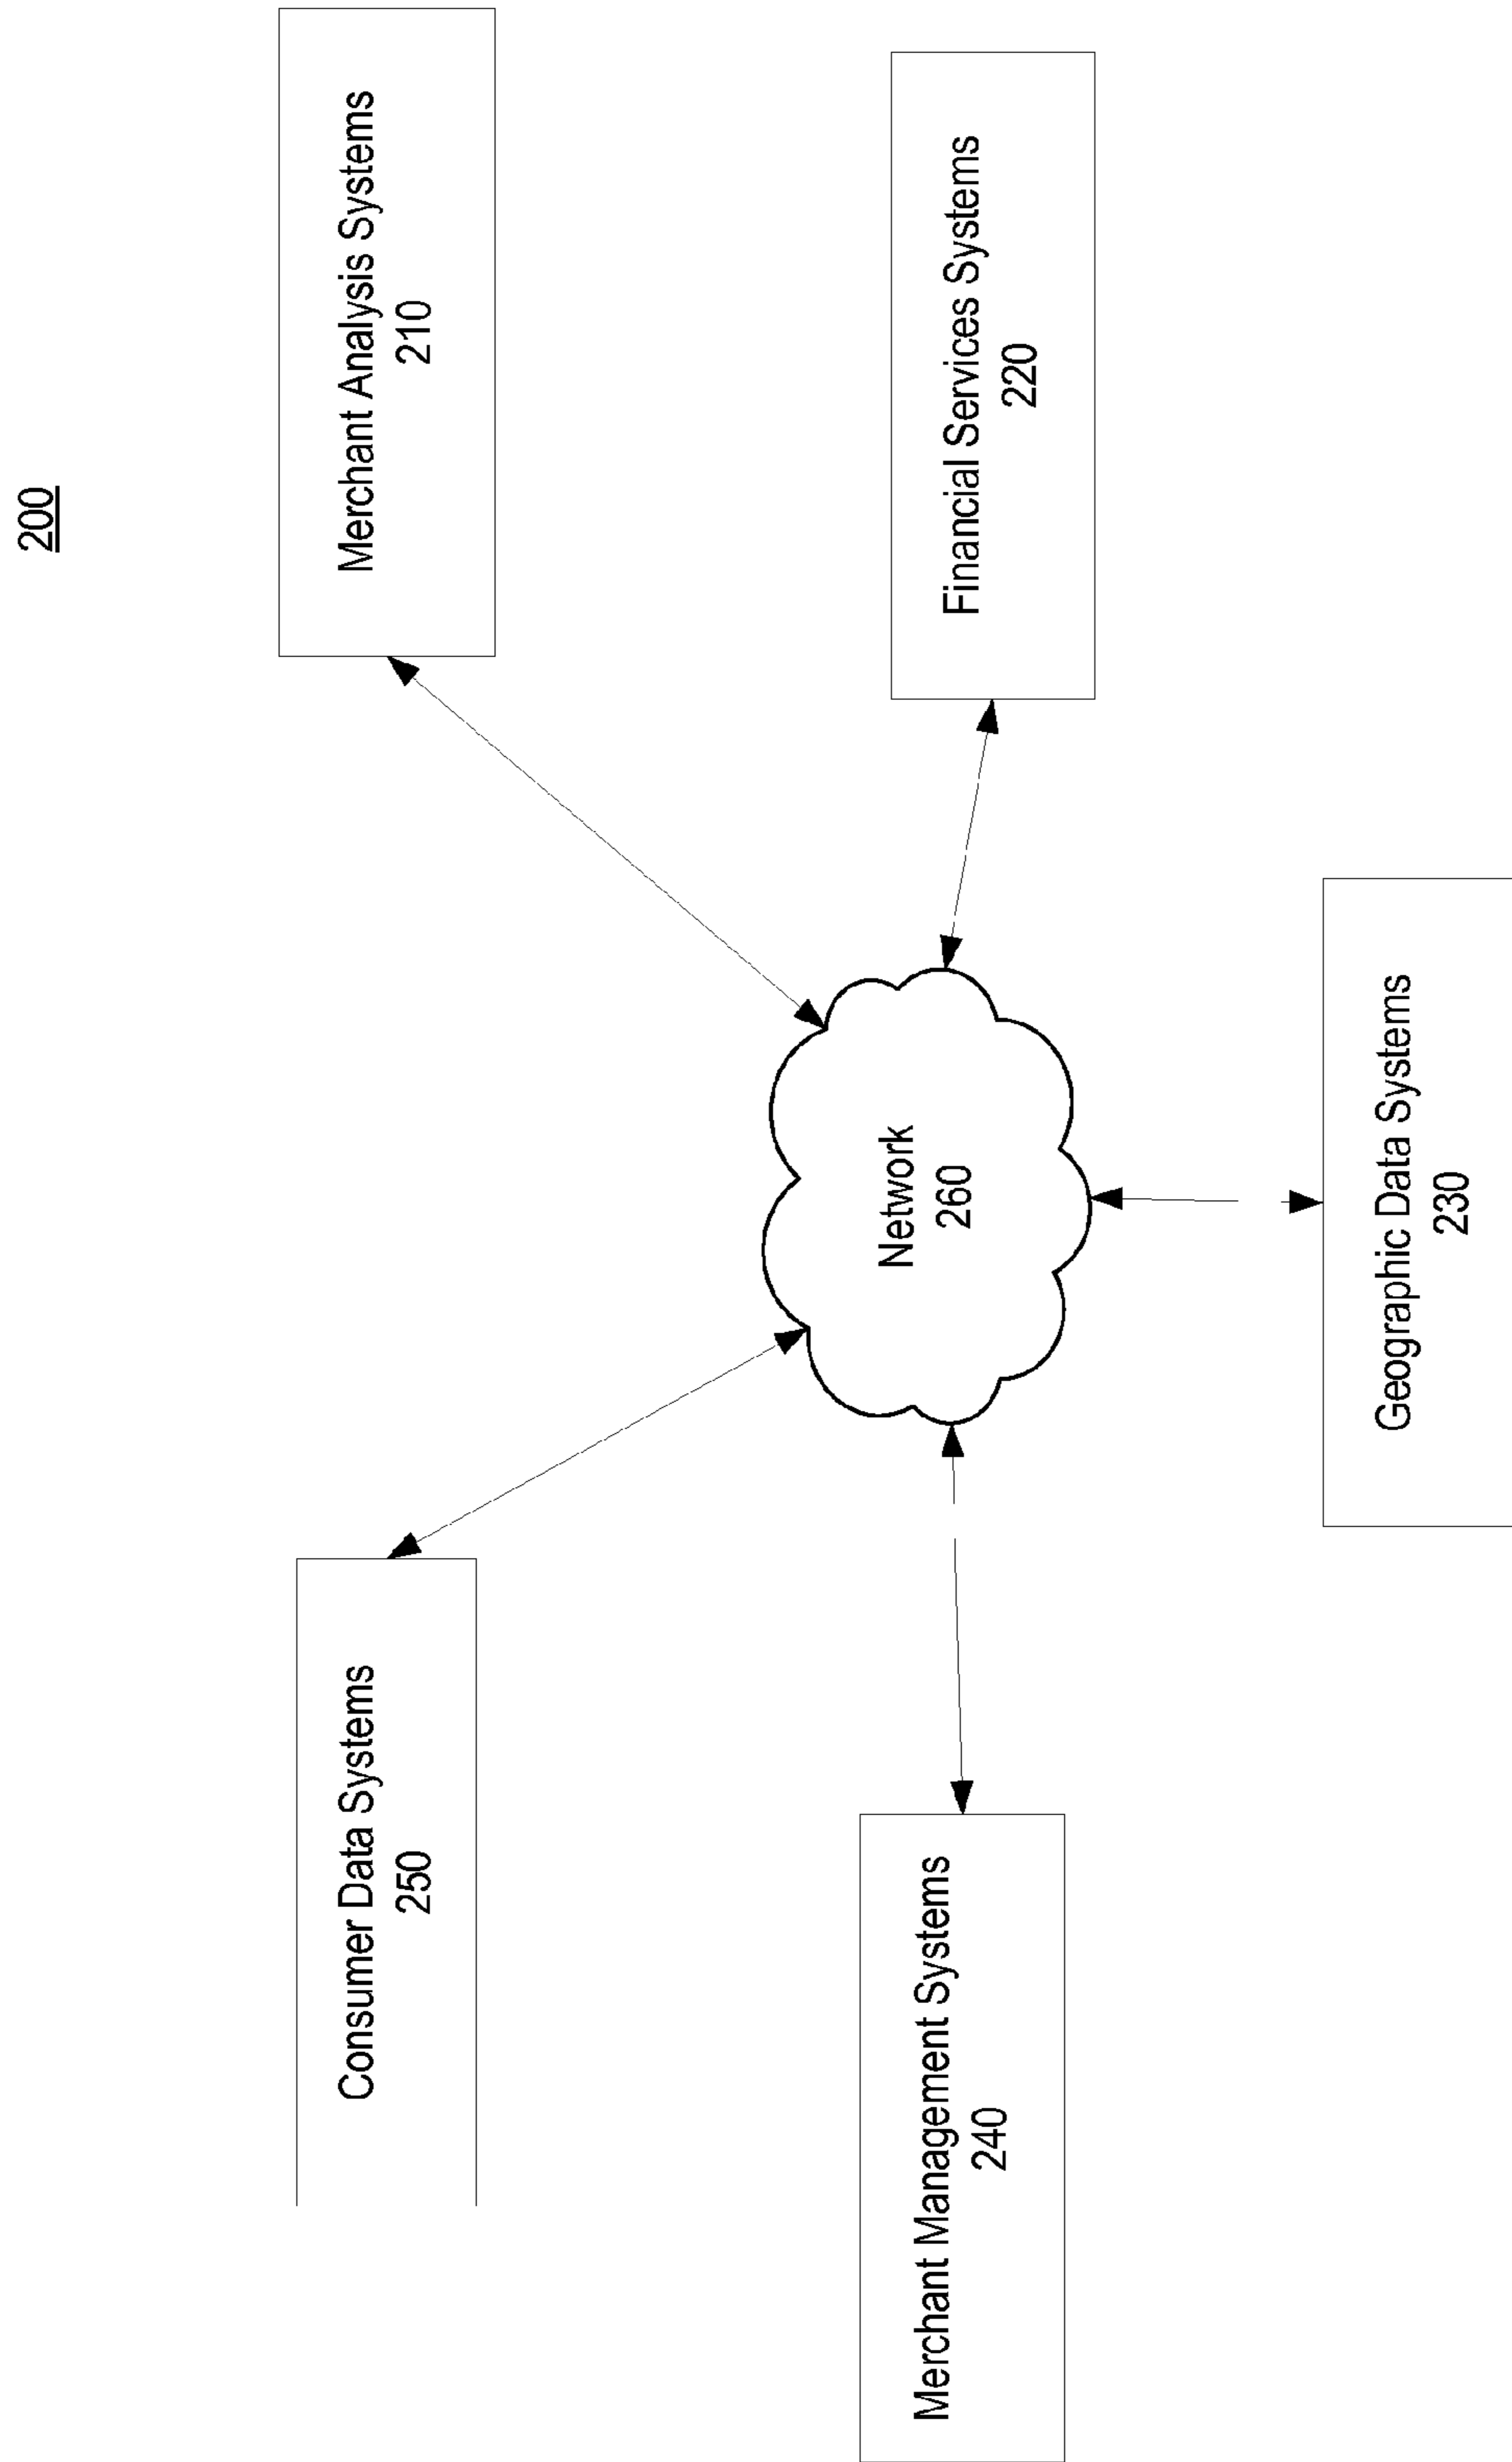 200
Consumer Data Systems
250
Merchant Analysis Systems
210
Network
260
Merchant Management Systems
240
Financial Services Systems
220
Geographic Data Systems
230